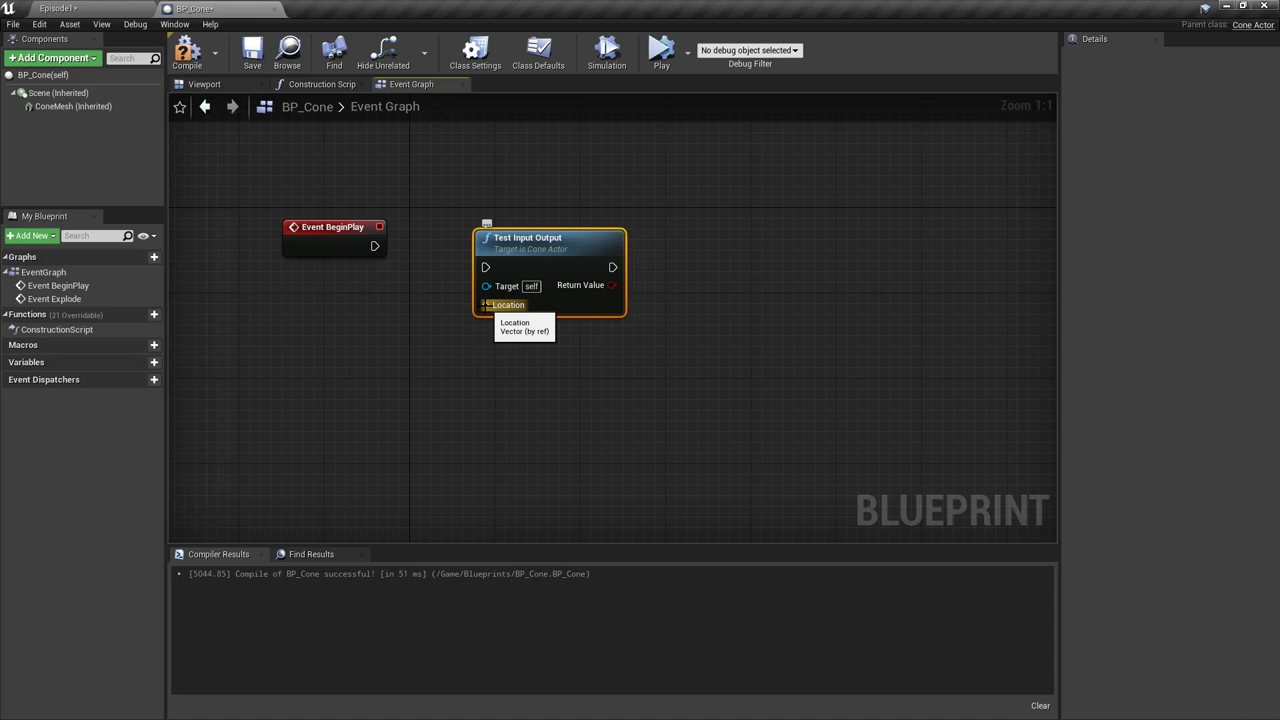 Episode1*
BP_Cone*
File Edit Asset View Debug Window Help
Parent class: Cone Actor
Components
Add Component
Search
BP_Cone(self)
Scene (Inherited)
ConeMesh (Inherited)
Compile
Save
Browse
Find
Hide Unrelated
Class Settings
Class Defaults
Simulation
Play
No debug object selected
Debug Filter
Details
Viewport
Construction Scrip
Event Graph
BP_Cone > Event Graph
Zoom 1:1
My Blueprint
Add New
Search
Graphs
EventGraph
Event BeginPlay
Event Explode
Functions (21 Overridable)
ConstructionScript
Macros
Variables
Event Dispatchers
Event BeginPlay
Test Input Output
Target is Cone Actor
Target self
Return Value
Location
Location
Vector (by ref)
BLUEPRINT
Compiler Results
Find Results
[5044.85] Compile of BP_Cone successful! [in 51 ms] (/Game/Blueprints/BP_Cone.BP_Cone)
Clear